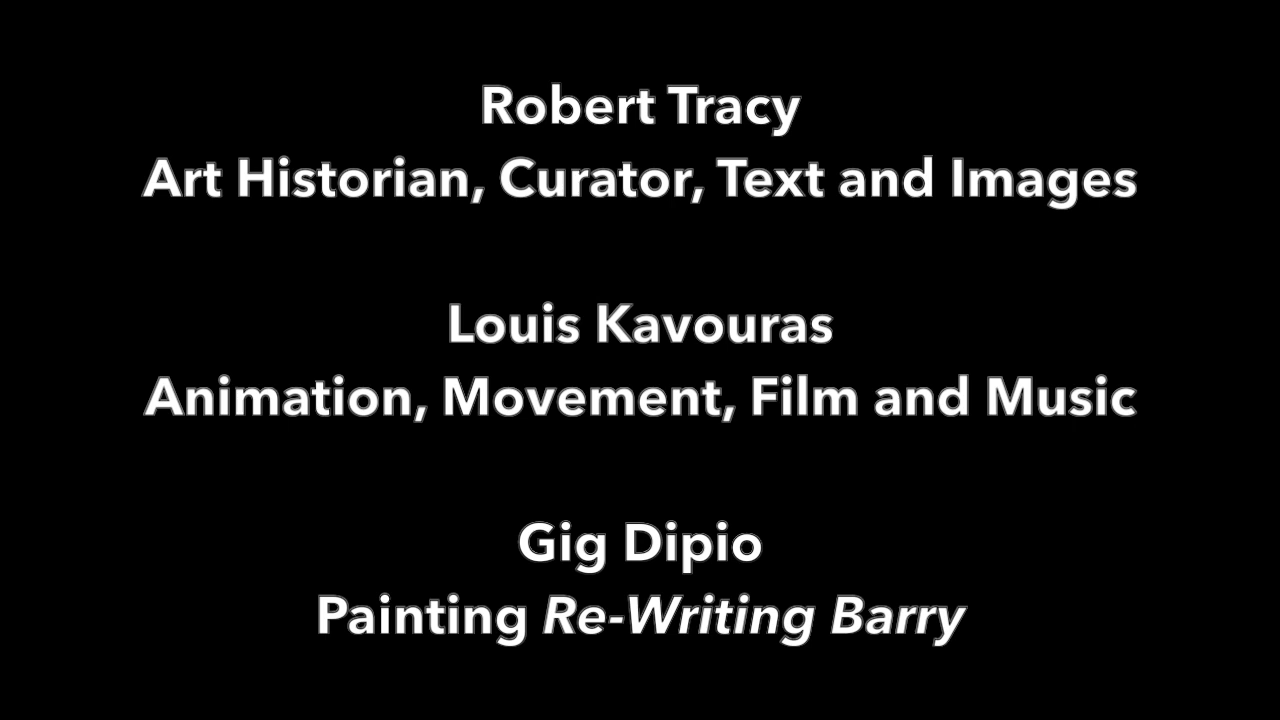 Robert Tracy
Art Historian, Curator, Text and Images
Louis Kavouras
Animation, Movement, Film and Music
Gig Dipio
Painting Re-Writing Barry